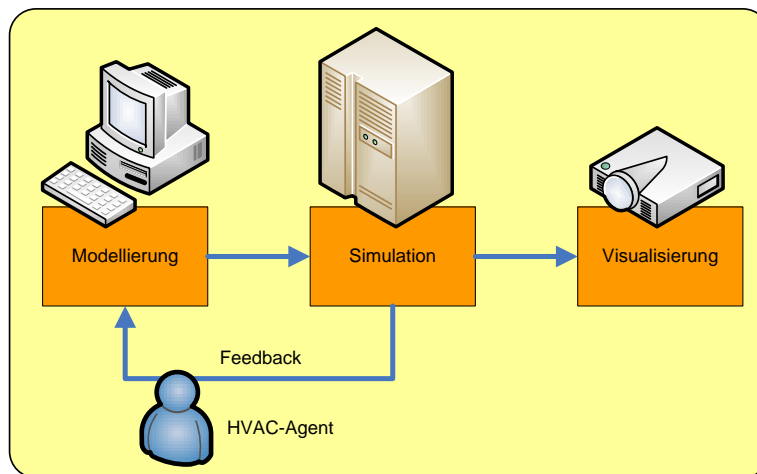 Modellierung
Simulation
Visualisierung
Feedback
HVAC-Agent